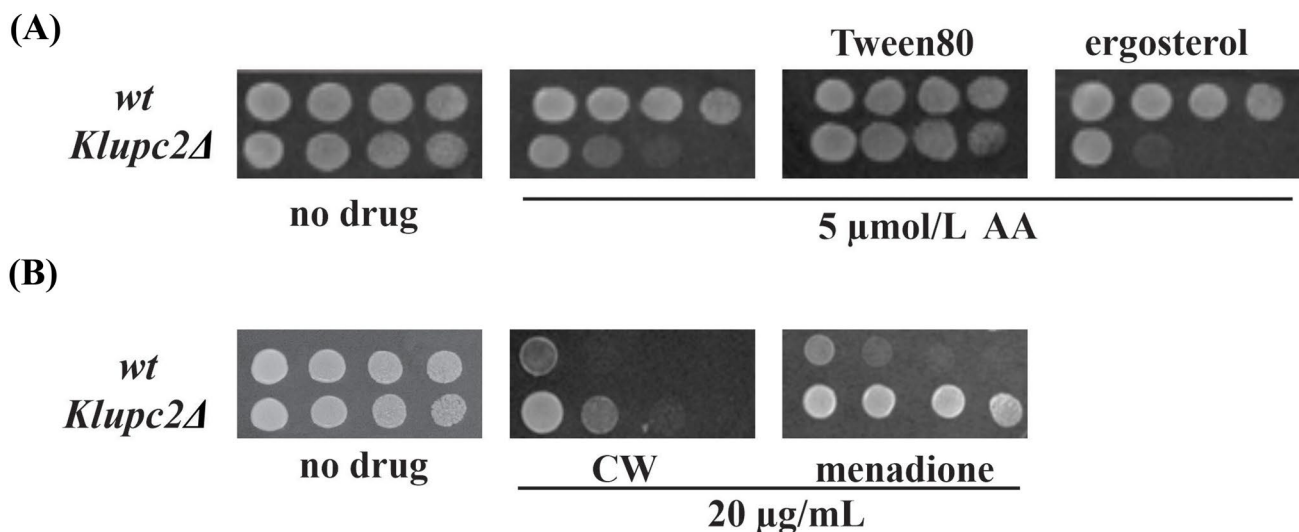 (A)
Tween80 ergosterol
wt
Klupc2Δ
no drug
5 μmol/L AA
(B)
wt
Klupc2Δ
no drug CW menadione
20 μg/mL